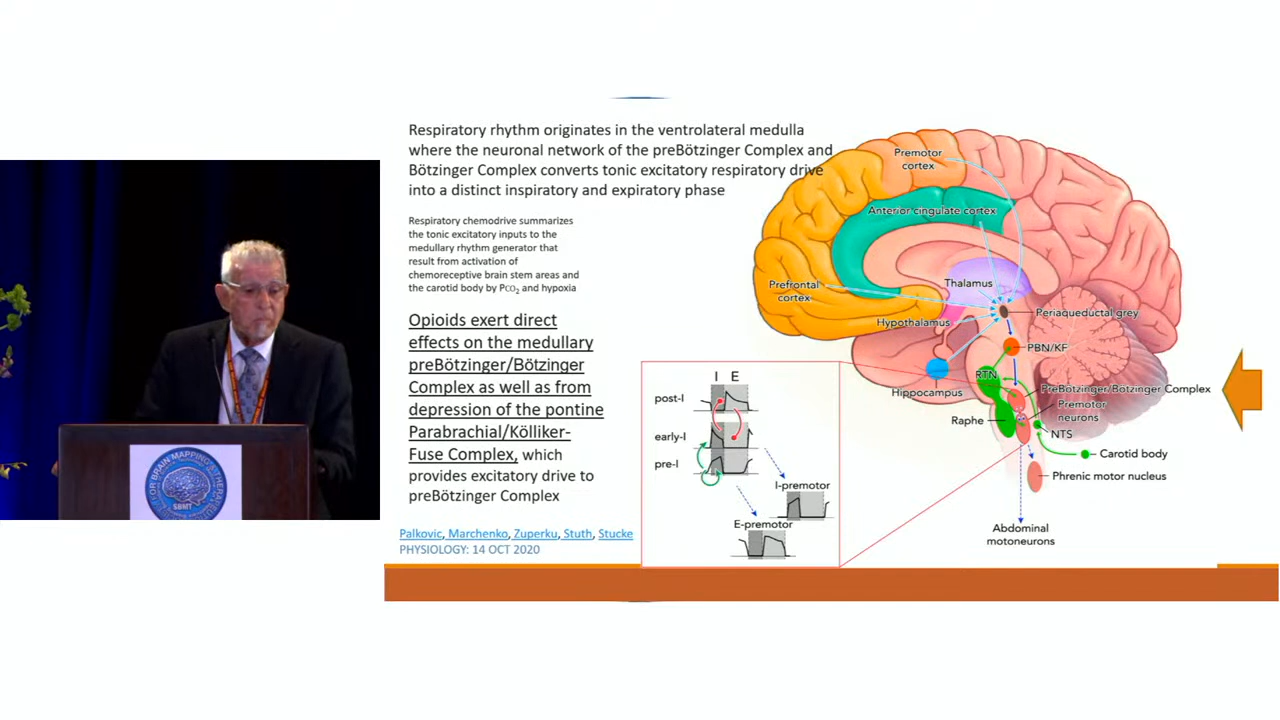 Respiratory rhythm originates in the ventrolateral medulla
where the neuronal network of the preBötzinger Complex and
Bötzinger Complex converts tonic excitatory respiratory drive
into a distinct inspiratory and expiratory phase
Respiratory chemodrive summarizes
the tonic excitatory inputs to the
medullary rhythm generator that
result from activation of
chemoreceptive brain stem areas and
the carotid body by PCO2 and hypoxia
Opioids exert direct
effects on the medullary
preBötzinger/Bötzinger
Complex as well as from
depression of the pontine
Parabrachial/Kölliker-
Fuse Complex, which
provides excitatory drive to
preBötzinger Complex
Palkovic, Marchenko, Zuperku, Stuth, Stucke
PHYSIOLOGY: 14 OCT 2020
Premotor
cortex
Anterior cingulate cortex
Thalamus
Prefrontal
cortex
Hypothalamus
Periaqueductal grey
PBN/KF
RTN
Hippocampus
PreBötzinger/Bötzinger Complex
Premotor
neurons
Raphe
NTS
Carotid body
Phrenic motor nucleus
Abdominal
motoneurons
I E
post-I
early-I
pre-I
I-premotor
E-premotor
BRAIN MAPPING &
SBMT